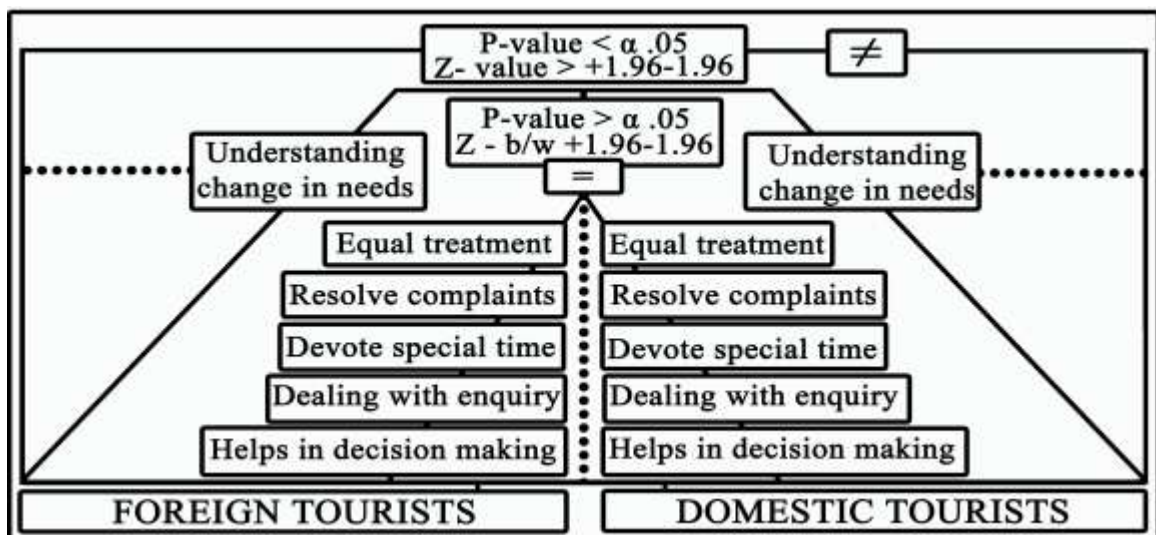 P-value < α .05
Z- value > +1.96-1.96
≠
P-value > α .05
Z - b/w +1.96-1.96
=
Understanding
change in needs
Understanding
change in needs
Equal treatment
Equal treatment
Resolve complaints
Resolve complaints
Devote special time
Devote special time
Dealing with enquiry
Dealing with enquiry
Helps in decision making
Helps in decision making
FOREIGN TOURISTS
DOMESTIC TOURISTS